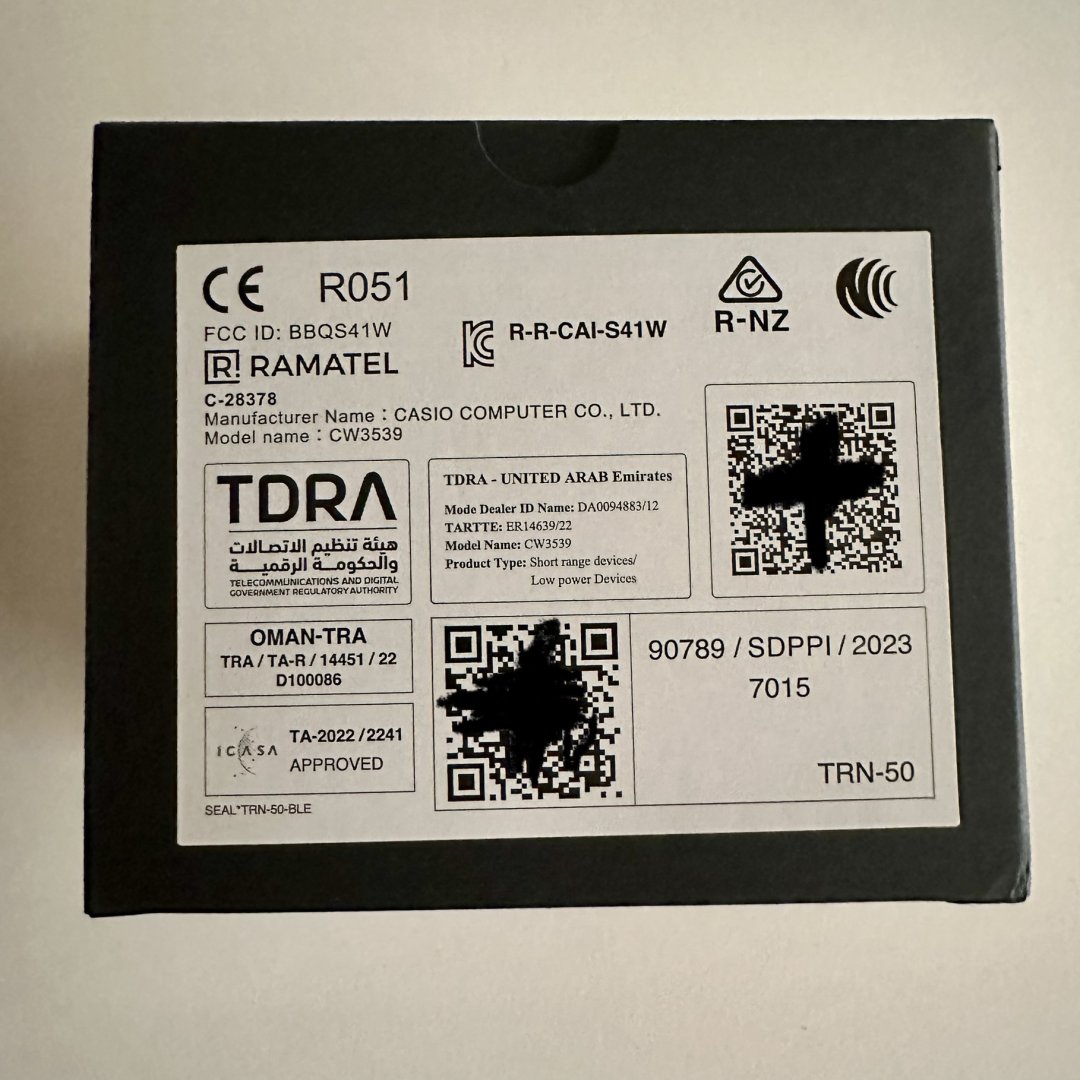 CE R051
FCC ID: BBQS41W
R-R-CAI-S41W
R-NZ
R! RAMATEL
C-28378
Manufacturer Name : CASIO COMPUTER CO., LTD.
Model name : CW3539
TDRA
هيئة تنظيم الاتصالات
والحكومة الرقمية
TELECOMMUNICATIONS AND DIGITAL
GOVERNMENT REGULATORY AUTHORITY
TDRA - UNITED ARAB Emirates
Mode Dealer ID Name: DA0094883/12
TARTTE: ER14639/22
Model Name: CW3539
Product Type: Short range devices/
Low power Devices
OMAN-TRA
TRA / TA-R / 14451 / 22
D100086
ICASA
TA-2022 /2241
APPROVED
90789 / SDPPI / 2023
7015
TRN-50
SEAL*TRN-50-BLE